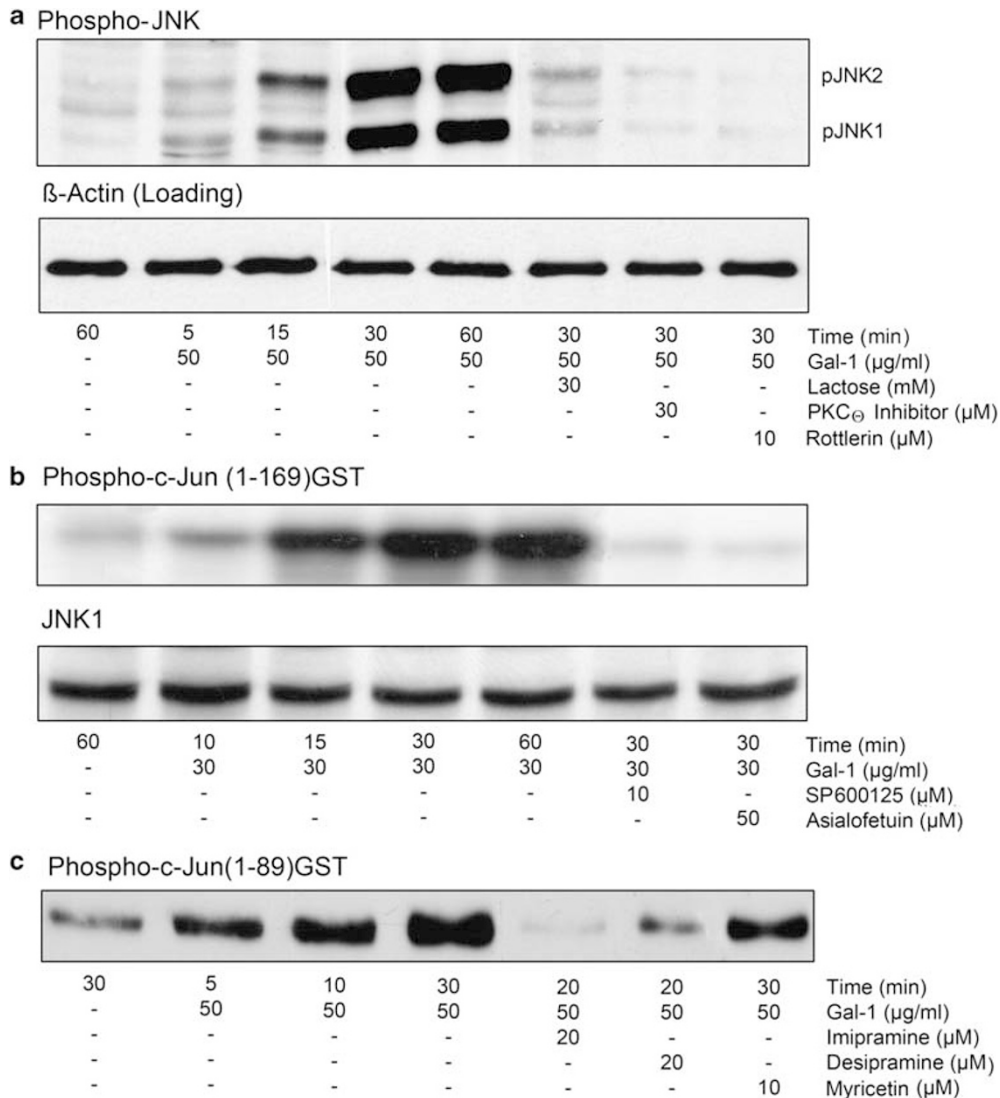 a Phospho-JNK
pJNK2
pJNK1
ß-Actin (Loading)
60 5 15 30 60 30 30 30 Time (min)
- 50 50 50 50 50 50 50 Gal-1 (µg/ml)
- - - - - 30 - - Lactose (mM)
- - - - - - 30 - PKCΘ Inhibitor (µM)
- - - - - - - 10 Rottlerin (µM)
b Phospho-c-Jun (1-169)GST
JNK1
60 10 15 30 60 30 30 Time (min)
- 30 30 30 30 30 30 Gal-1 (µg/ml)
- - - - - 10 - SP600125 (µM)
- - - - - - 50 Asialofetuin (µM)
c Phospho-c-Jun(1-89)GST
30 5 10 30 20 20 30 Time (min)
- 50 50 50 50 50 50 Gal-1 (µg/ml)
- - - - 20 - - Imipramine (µM)
- - - - - 20 - Desipramine (µM)
- - - - - - 10 Myricetin (µM)